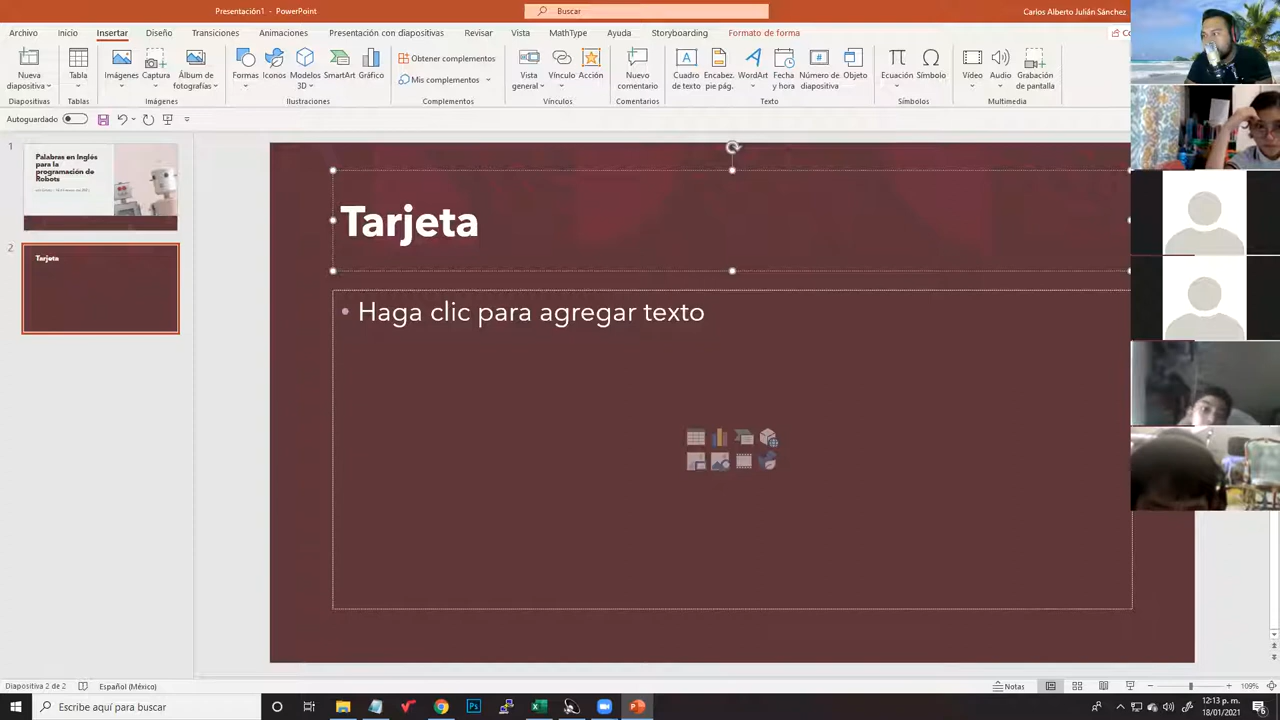 Presentación1 - PowerPoint
Buscar
Carlos Alberto Julián Sánchez
Archivo Inicio Insertar Diseño Transiciones Animaciones Presentación con diapositivas Revisar Vista MathType Ayuda Storyboarding Formato de forma
Nueva diapositiva
Tabla
Imágenes
Captura
Álbum de fotografías
Formas
Iconos
Modelos 3D
SmartArt
Gráfico
Obtener complementos
Mis complementos
Vista general
Vínculo
Acción
Nuevo comentario
Cuadro de texto
Encabez. pie pág.
WordArt
Fecha y hora
Número de diapositiva
Objeto
Ecuación
Símbolo
Vídeo
Audio
Grabación de pantalla
Diapositivas Tablas Imágenes Ilustraciones Complementos Vínculos Comentarios Texto Símbolos Multimedia
Autoguardado
1
Palabras en Inglés
para la
programación de
Robots
2
Tarjeta
Tarjeta
• Haga clic para agregar texto
Diapositiva 2 de 2
Español (México)
Notas
109%
Escribe aquí para buscar
12:13 p. m.
18/01/2021